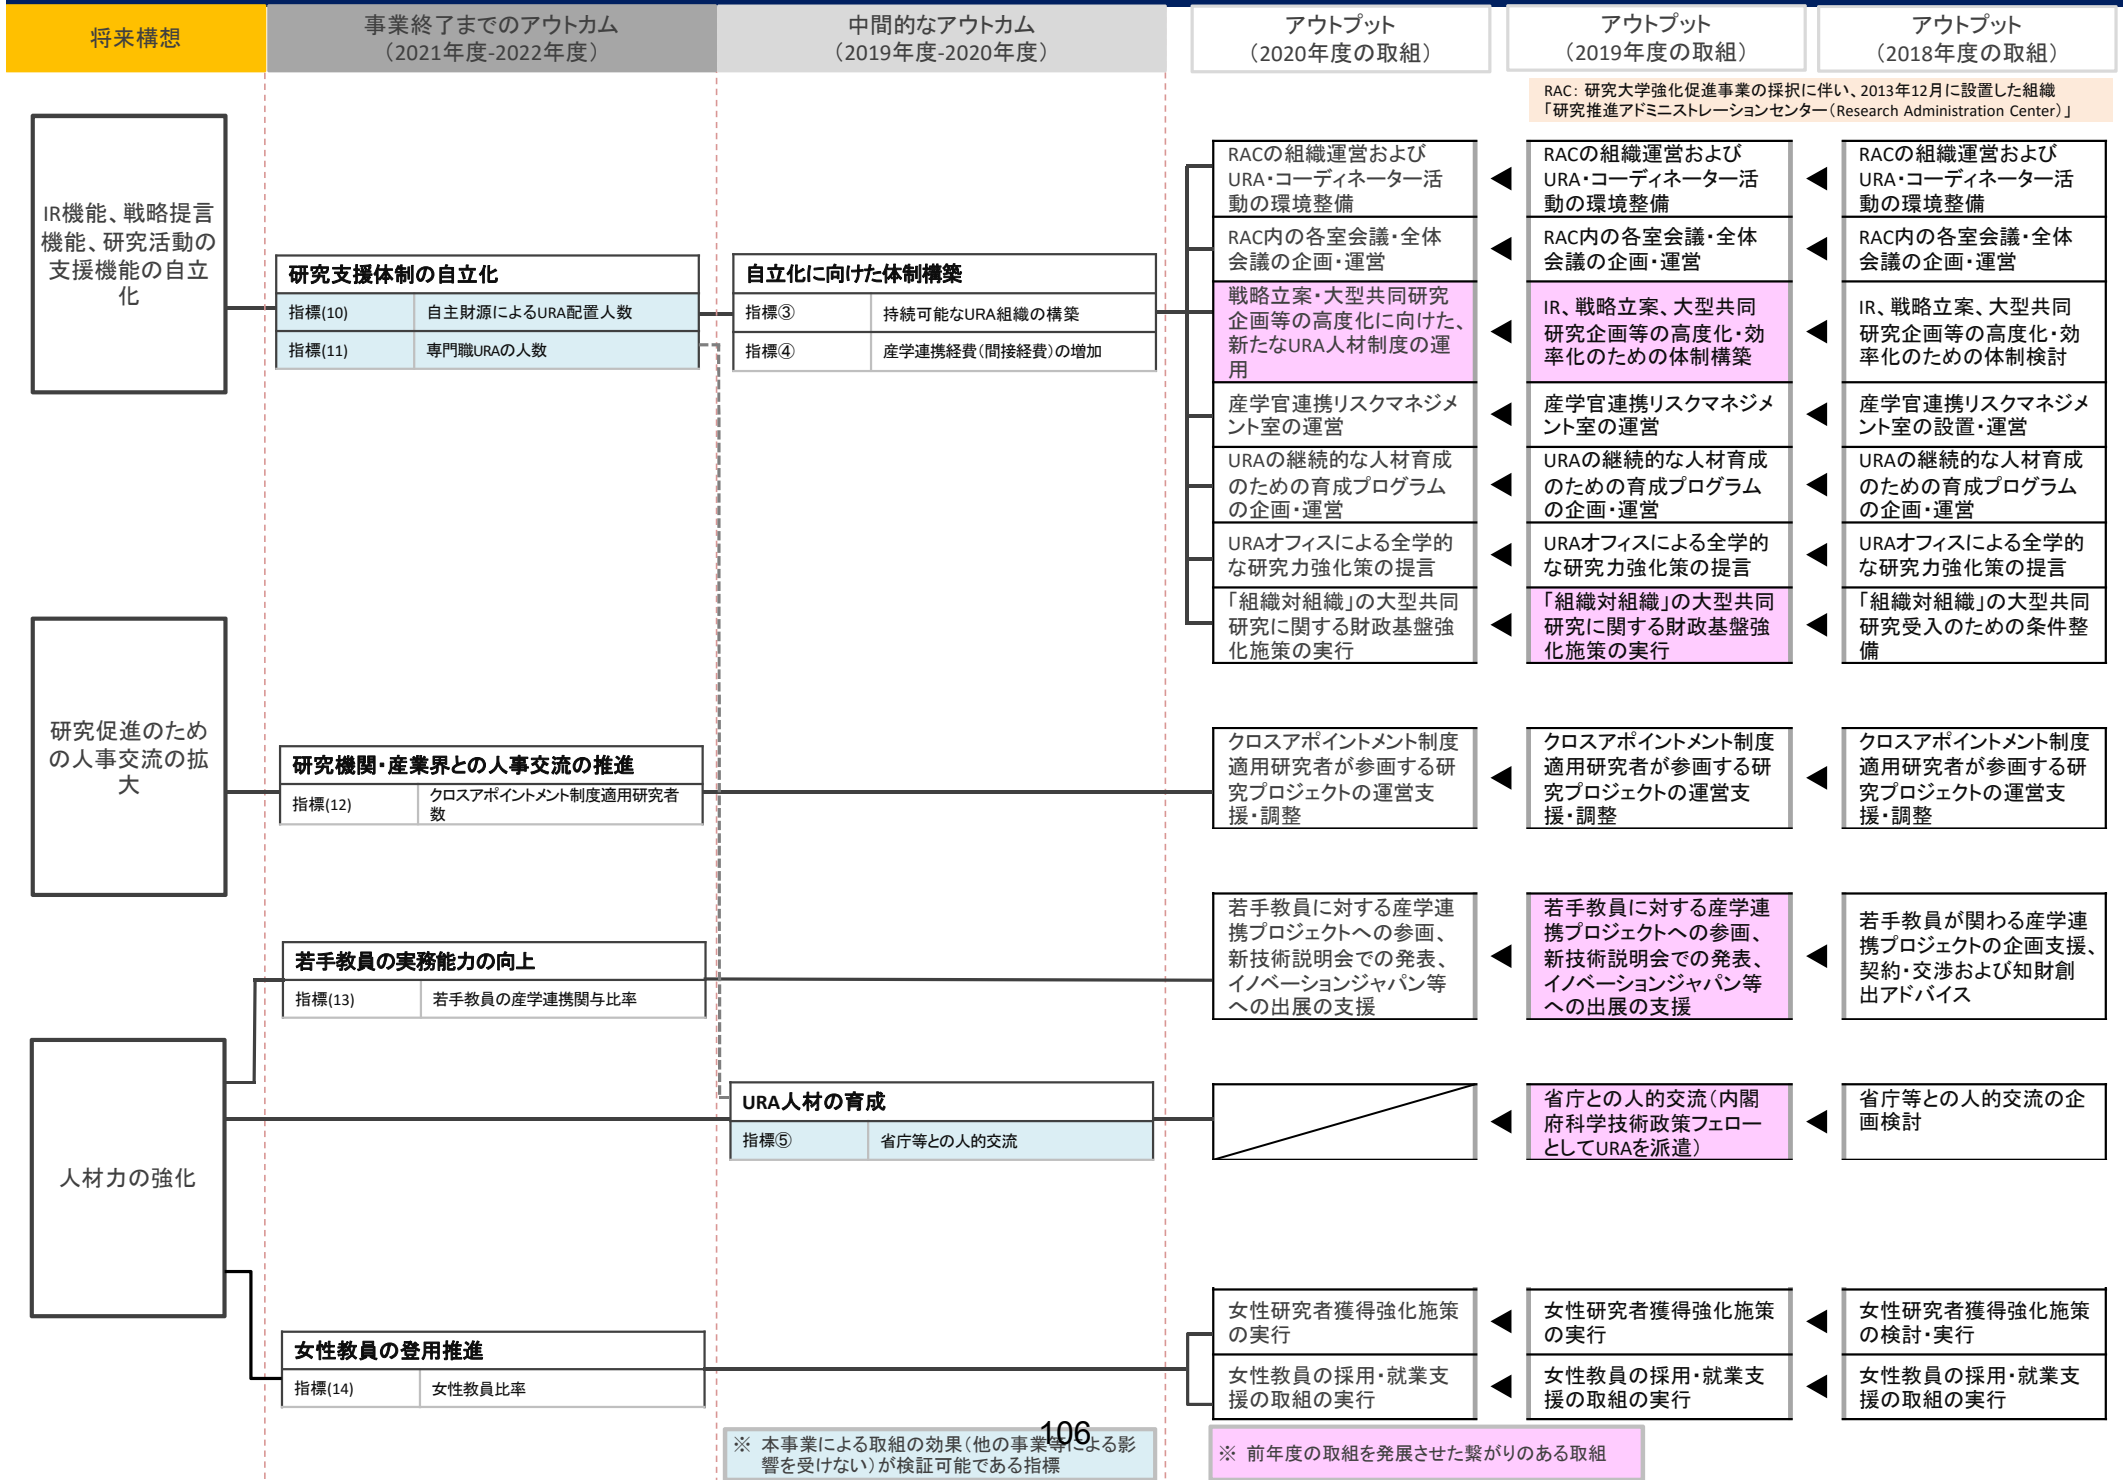 将来構想
事業終了までのアウトカム
（2021年度-2022年度）
中間的なアウトカム
（2019年度-2020年度）
アウトプット
（2020年度の取組）
アウトプット
（2019年度の取組）
アウトプット
（2018年度の取組）
RAC：研究大学強化促進事業の採択に伴い、2013年12月に設置した組織
「研究推進アドミニストレーションセンター（Research Administration Center）」
IR機能、戦略提言
機能、研究活動の
支援機能の自立
化
研究支援体制の自立化
指標(10)
自主財源によるURA配置人数
指標(11)
専門職URAの人数
自立化に向けた体制構築
指標③
持続可能なURA組織の構築
指標④
産学連携経費（間接経費）の増加
RACの組織運営および
URA・コーディネーター活
動の環境整備
RACの組織運営および
URA・コーディネーター活
動の環境整備
RACの組織運営および
URA・コーディネーター活
動の環境整備
RAC内の各室会議・全体
会議の企画・運営
RAC内の各室会議・全体
会議の企画・運営
RAC内の各室会議・全体
会議の企画・運営
戦略立案・大型共同研究
企画等の高度化に向けた、
新たなURA人材制度の運
用
IR、戦略立案、大型共同
研究企画等の高度化・効
率化のための体制構築
IR、戦略立案、大型共同
研究企画等の高度化・効
率化のための体制検討
産学官連携リスクマネジメ
ント室の運営
産学官連携リスクマネジメ
ント室の運営
産学官連携リスクマネジメ
ント室の設置・運営
URAの継続的な人材育成
のための育成プログラム
の企画・運営
URAの継続的な人材育成
のための育成プログラム
の企画・運営
URAの継続的な人材育成
のための育成プログラム
の企画・運営
URAオフィスによる全学的
な研究力強化策の提言
URAオフィスによる全学的
な研究力強化策の提言
URAオフィスによる全学的
な研究力強化策の提言
「組織対組織」の大型共同
研究に関する財政基盤強
化施策の実行
「組織対組織」の大型共同
研究に関する財政基盤強
化施策の実行
「組織対組織」の大型共同
研究受入のための条件整
備
研究促進のため
の人事交流の拡
大
研究機関・産業界との人事交流の推進
指標(12)
クロスアポイントメント制度適用研究者
数
クロスアポイントメント制度
適用研究者が参画する研
究プロジェクトの運営支
援・調整
クロスアポイントメント制度
適用研究者が参画する研
究プロジェクトの運営支
援・調整
クロスアポイントメント制度
適用研究者が参画する研
究プロジェクトの運営支
援・調整
人材力の強化
若手教員の実務能力の向上
指標(13)
若手教員の産学連携関与比率
若手教員に対する産学連
携プロジェクトへの参画、
新技術説明会での発表、
イノベーションジャパン等
への出展の支援
若手教員に対する産学連
携プロジェクトへの参画、
新技術説明会での発表、
イノベーションジャパン等
への出展の支援
若手教員が関わる産学連
携プロジェクトの企画支援、
契約・交渉および知財創
出アドバイス
URA人材の育成
指標⑤
省庁等との人的交流
省庁との人的交流（内閣
府科学技術政策フェロー
としてURAを派遣）
省庁等との人的交流の企
画検討
女性教員の登用推進
指標(14)
女性教員比率
女性研究者獲得強化施策
の実行
女性研究者獲得強化施策
の実行
女性研究者獲得強化施策
の検討・実行
女性教員の採用・就業支
援の取組の実行
女性教員の採用・就業支
援の取組の実行
女性教員の採用・就業支
援の取組の実行
※ 本事業による取組の効果（他の事業等による影
響を受けない）が検証可能である指標
106
※ 前年度の取組を発展させた繋がりのある取組